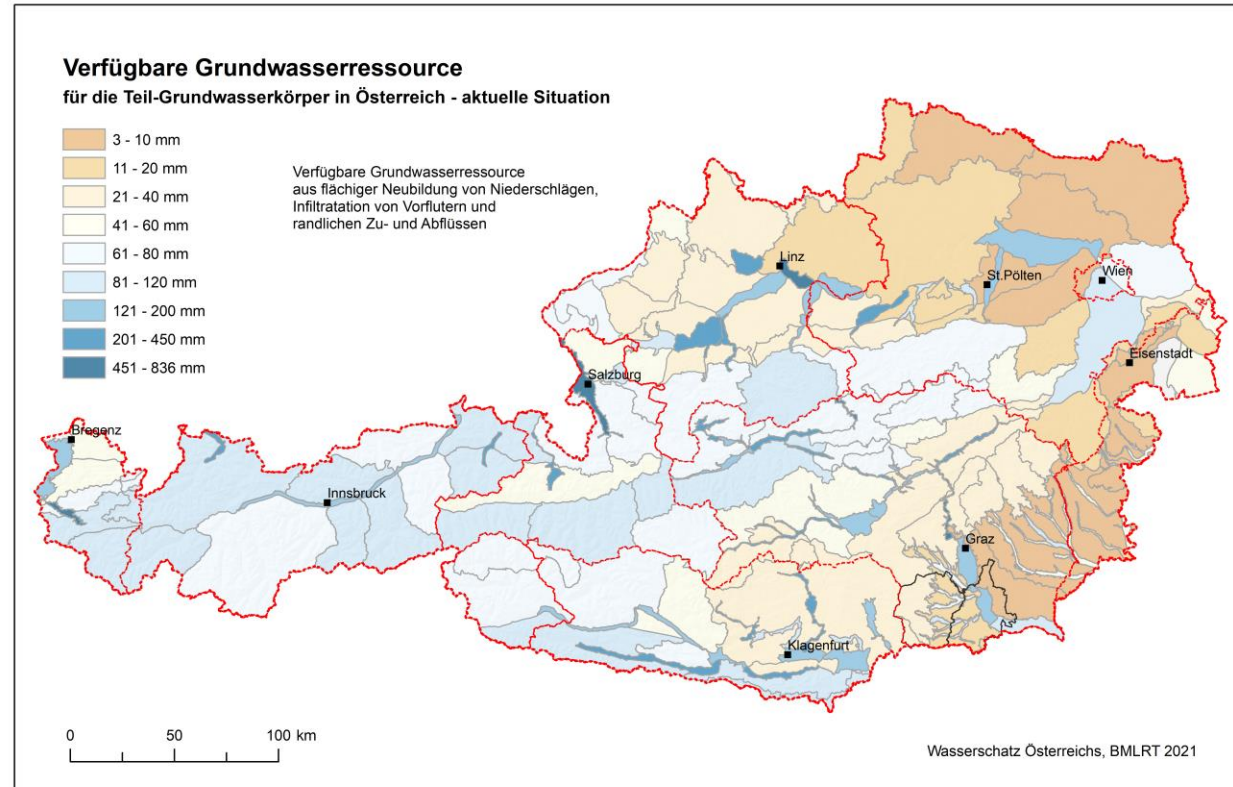 Verfügbare Grundwasserressource
für die Teil-Grundwasserkörper in Österreich - aktuelle Situation
3 - 10 mm
11 - 20 mm
21 - 40 mm
41 - 60 mm
61 - 80 mm
81 - 120 mm
121 - 200 mm
201 - 450 mm
451 - 836 mm
Verfügbare Grundwasserressource
aus flächiger Neubildung von Niederschlägen,
Infiltratation von Vorflutern und
randlichen Zu- und Abflüssen
Linz
St.Pölten
Wien
Eisenstadt
Salzburg
Bregenz
Innsbruck
Graz
Klagenfurt
0 50 100 km
Wasserschatz Österreichs, BMLRT 2021